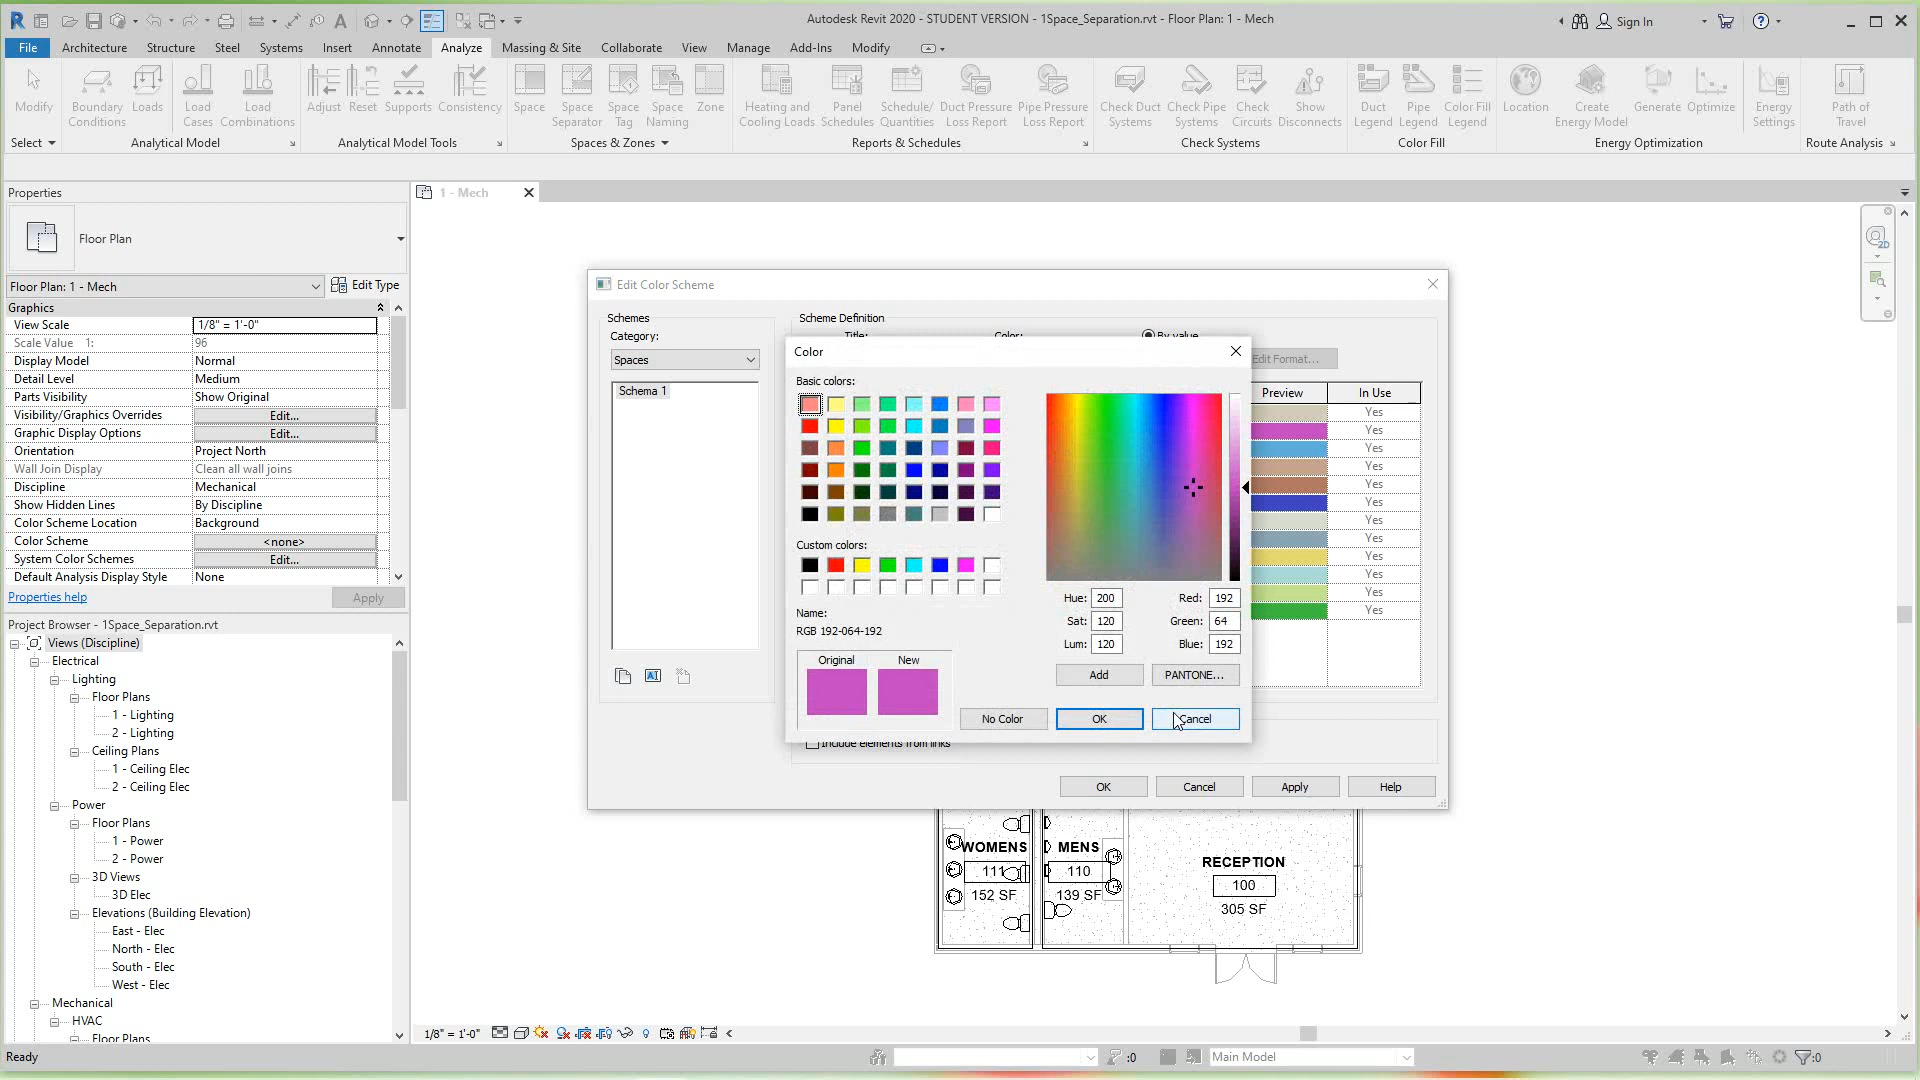 Autodesk Revit 2020 - STUDENT VERSION - 1Space_Separation.rvt - Floor Plan: 1 - Mech
Sign In
File Architecture Structure Steel Systems Insert Annotate Analyze Massing & Site Collaborate View Manage Add-Ins Modify
Modify
Boundary Conditions
Loads
Load Cases
Load Combinations
Adjust
Reset
Supports
Consistency
Space
Space Separator
Space Tag
Space Naming
Zone
Heating and Cooling Loads
Panel Schedules
Schedule/ Quantities
Duct Pressure Loss Report
Pipe Pressure Loss Report
Check Duct Systems
Check Pipe Systems
Check Circuits
Show Disconnects
Duct Legend
Pipe Legend
Color Fill Legend
Location
Create Energy Model
Generate
Optimize
Energy Settings
Path of Travel
Select
Analytical Model
Analytical Model Tools
Spaces & Zones
Reports & Schedules
Check Systems
Color Fill
Energy Optimization
Route Analysis
Properties
Floor Plan
Floor Plan: 1 - Mech
Edit Type
Graphics
View Scale 1/8" = 1'-0"
Scale Value 1: 96
Display Model Normal
Detail Level Medium
Parts Visibility Show Original
Visibility/Graphics Overrides Edit...
Graphic Display Options Edit...
Orientation Project North
Wall Join Display Clean all wall joins
Discipline Mechanical
Show Hidden Lines By Discipline
Color Scheme Location Background
Color Scheme <none>
System Color Schemes Edit...
Default Analysis Display Style None
Properties help
Apply
Project Browser - 1Space_Separation.rvt
Views (Discipline)
Electrical
Lighting
Floor Plans
1 - Lighting
2 - Lighting
Ceiling Plans
1 - Ceiling Elec
2 - Ceiling Elec
Power
Floor Plans
1 - Power
2 - Power
3D Views
3D Elec
Elevations (Building Elevation)
East - Elec
North - Elec
South - Elec
West - Elec
Mechanical
HVAC
Floor Plans
1 - Mech
2D
Edit Color Scheme
Schemes
Category:
Spaces
Schema 1
Scheme Definition
Title:
Color:
By value
Edit Format...
Preview
In Use
Yes
Yes
Yes
Yes
Yes
Yes
Yes
Yes
Yes
Yes
Yes
Yes
Include elements from links
OK
Cancel
Apply
Help
Color
Basic colors:
Custom colors:
Name:
RGB 192-064-192
Original
New
Hue: 200
Red: 192
Sat: 120
Green: 64
Lum: 120
Blue: 192
Add
PANTONE...
No Color
OK
Cancel
WOMENS
111
152 SF
MENS
110
139 SF
RECEPTION
100
305 SF
1/8" = 1'-0"
Ready
:0
Main Model
:0